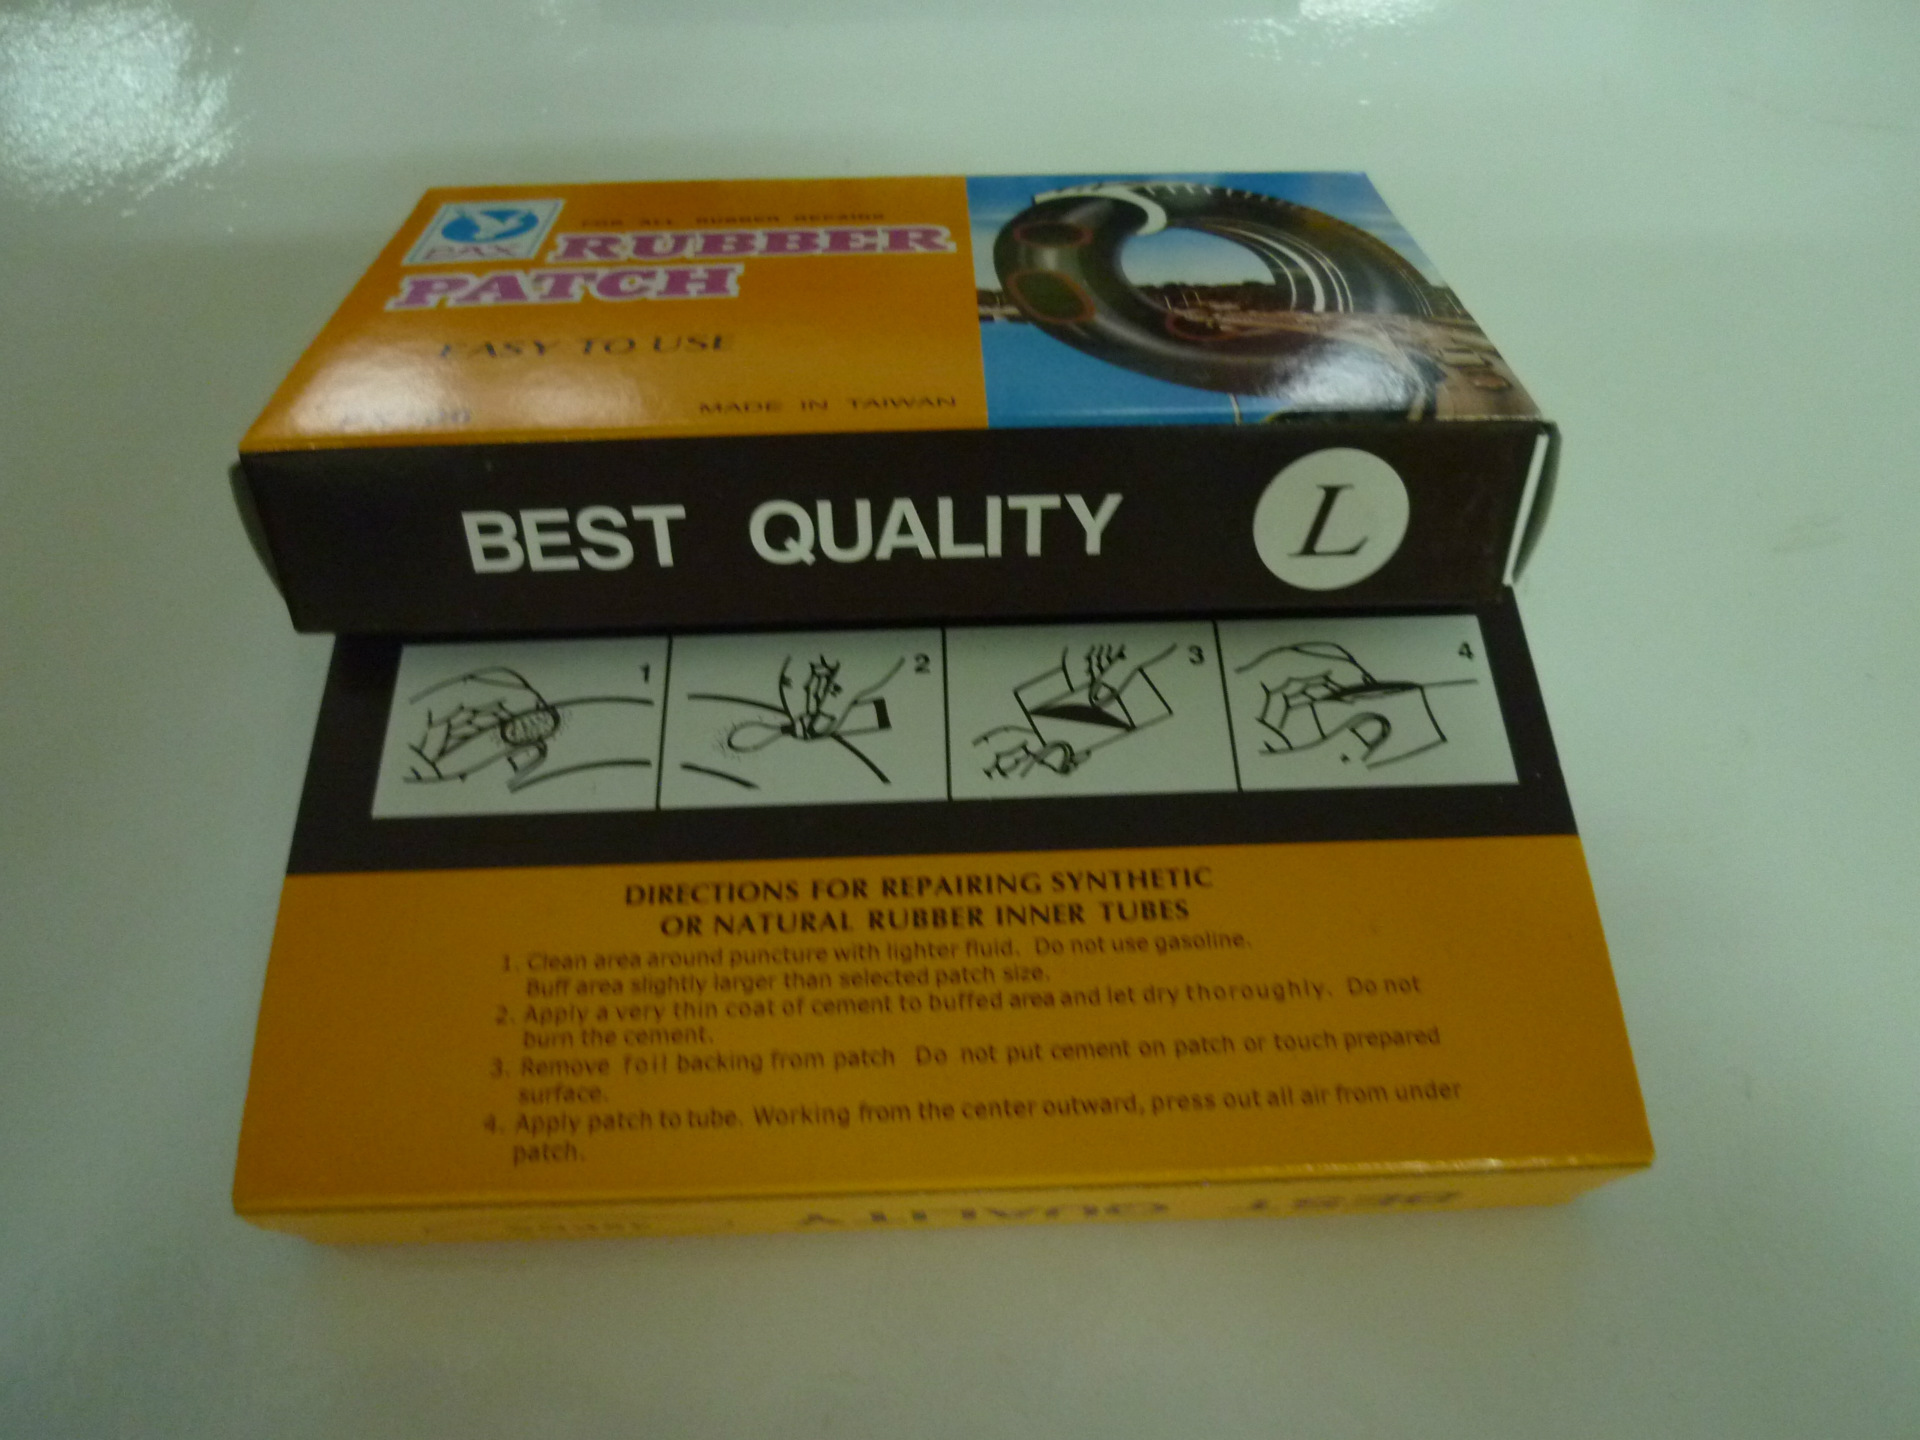 FOR ALL RUBBER REPAIRS
PAX
RUBBER
PATCH
EASY TO USE
MADE IN TAIWAN
BEST QUALITY L
1 2 3 4
DIRECTIONS FOR REPAIRING SYNTHETIC
OR NATURAL RUBBER INNER TUBES
1. Clean area around puncture with lighter fluid. Do not use gasoline.
Buff area slightly larger than selected patch size.
2. Apply a very thin coat of cement to buffed area and let dry thoroughly. Do not
burn the cement.
3. Remove foil backing from patch Do not put cement on patch or touch prepared
surface.
4. Apply patch to tube. Working from the center outward, press out all air from under
patch.
BEST QUALITY